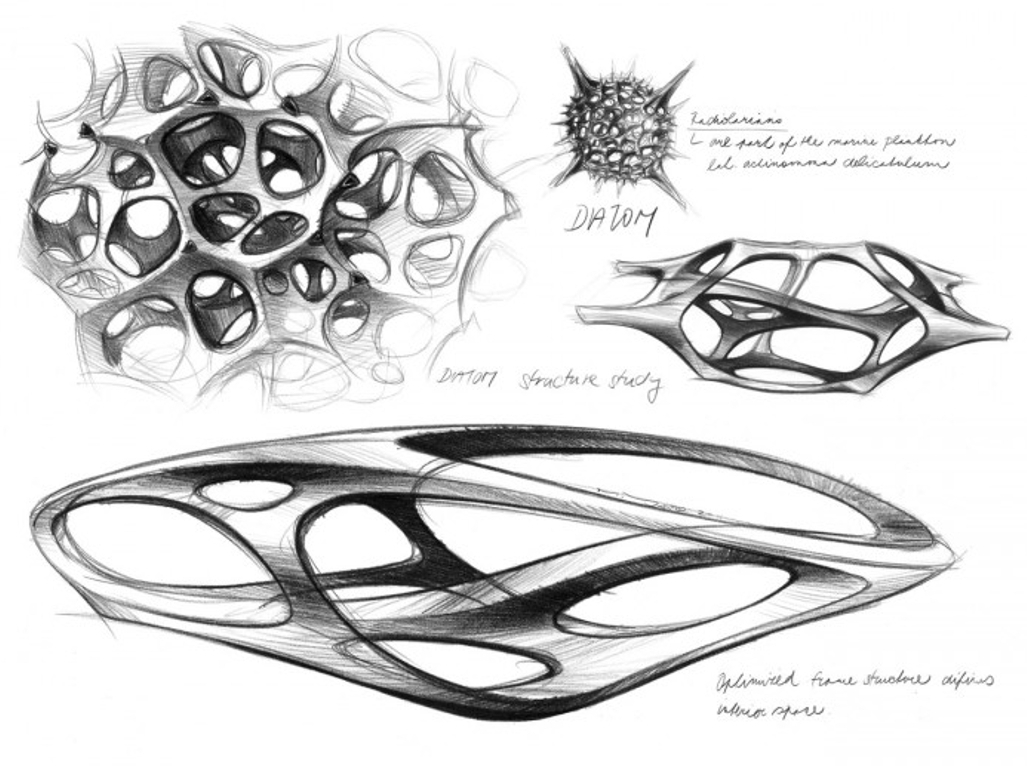 Radiolarians
L are part of the marine plankton
lat. actinomma delicatulum
DIATOM
DIATOM structure study
Optimized frame structure defines
interior space